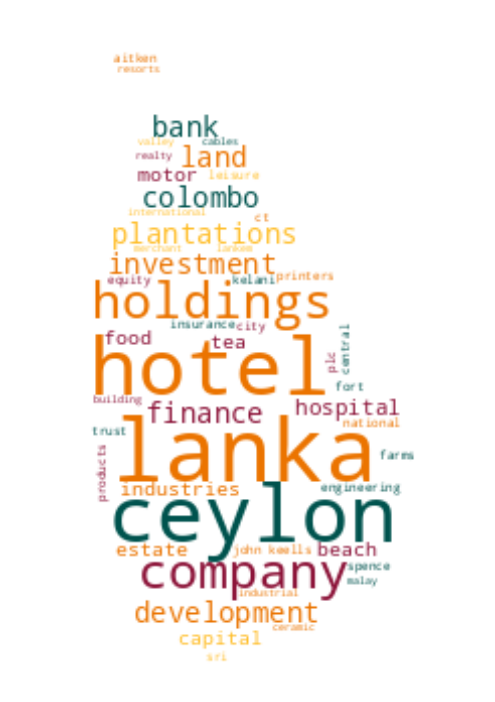 aitken
resorts
bank
valley cables
realty land
motor leisure
colombo
international
ct
plantations
merchant lankem
investment
equity kelani printers
holdings
insurance city
food tea
central
plc
hotel
fort
building
finance hospital
national
trust
lanka
farms
products
industries engineering
ceylon
estate john keells beach
company spence
malay
industrial
development
ceramic
capital
sri